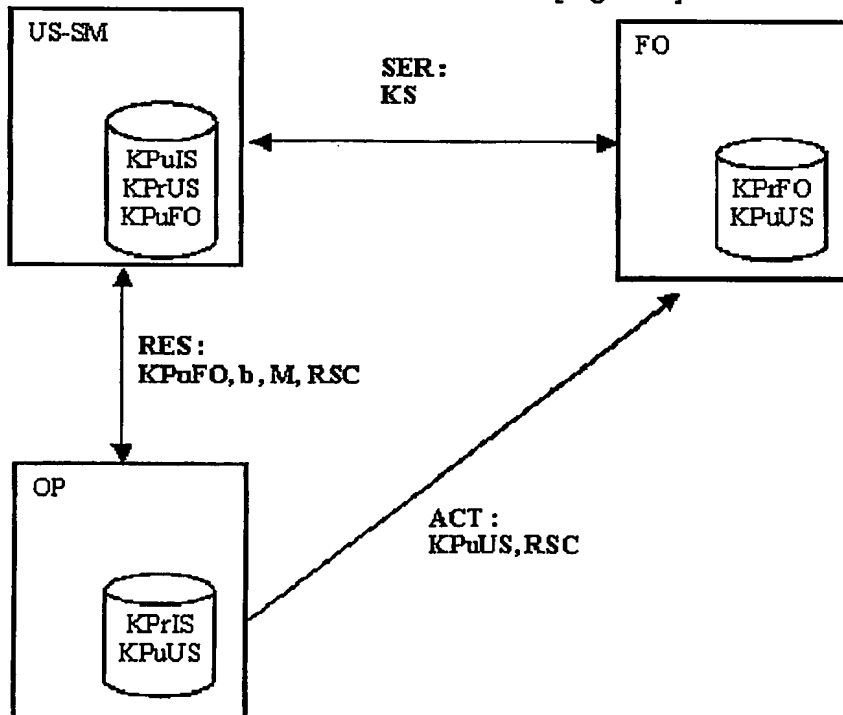 US-SM
KPuIS
KPrUS
KPuFO
SER:
KS
FO
KPrFO
KPuUS
RES:
KPuFO, b, M, RSC
OP
KPrIS
KPuUS
ACT:
KPuUS, RSC